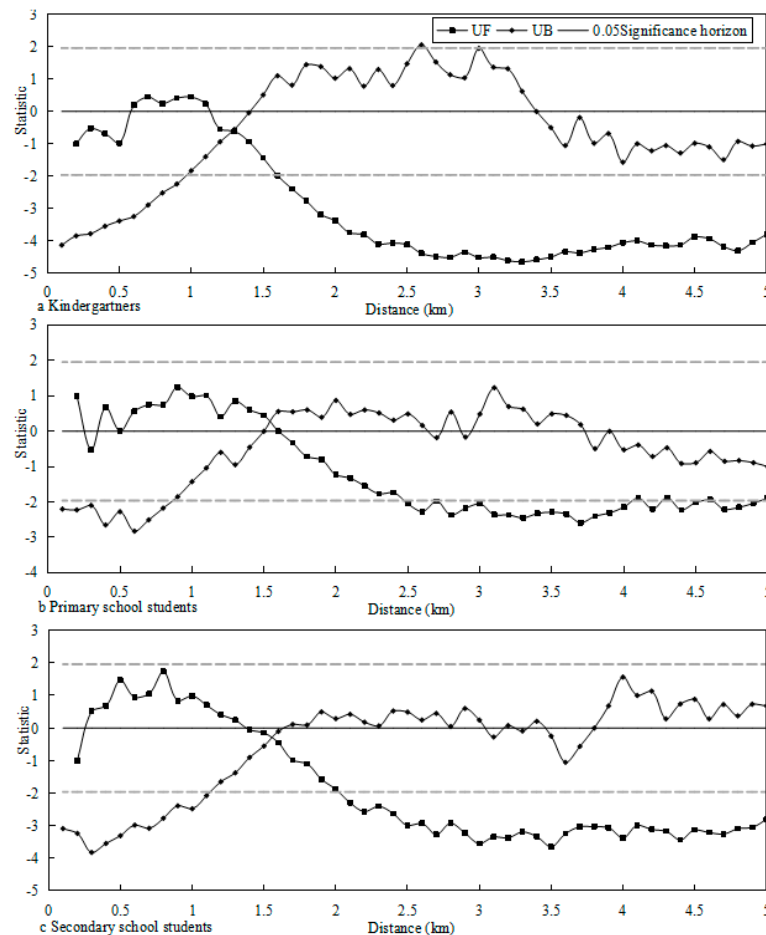 3
UF UB 0.05Significance horizon
2
1
0
-1
-2
-3
-4
-5
Statistic
0 0.5 1 1.5 2 2.5 3 3.5 4 4.5 5
a Kindergartners Distance (km)
3
2
1
0
-1
-2
-3
-4
Statistic
0 0.5 1 1.5 2 2.5 3 3.5 4 4.5 5
b Primary school students Distance (km)
3
2
1
0
-1
-2
-3
-4
-5
Statistic
0 0.5 1 1.5 2 2.5 3 3.5 4 4.5 5
c Secondary school students Distance (km)